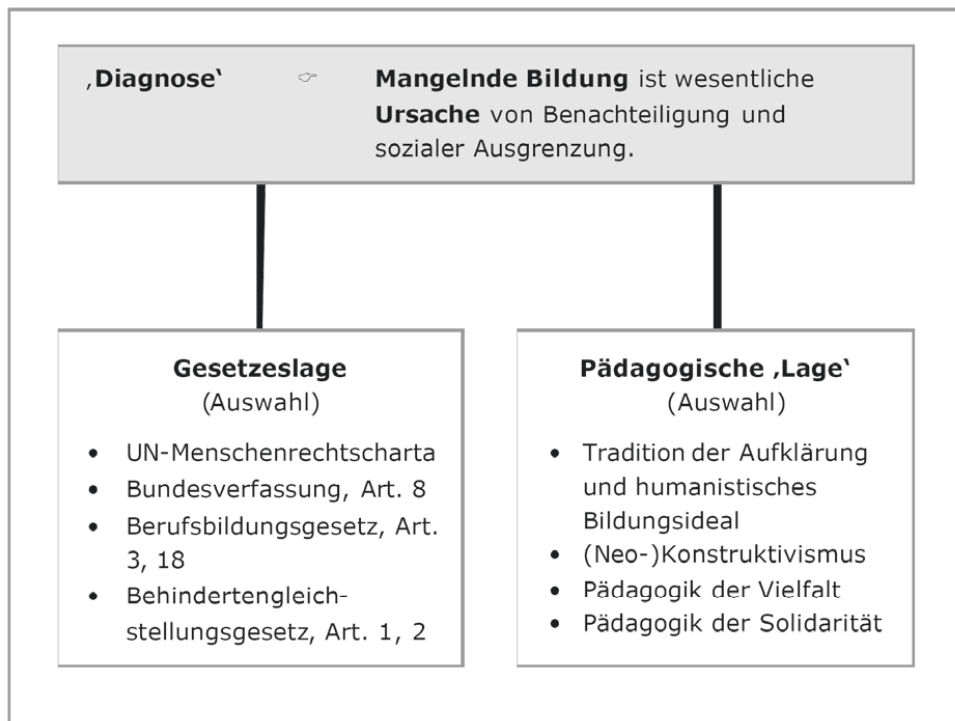 ‚Diagnose‘ ☞ Mangelnde Bildung ist wesentliche
Ursache von Benachteiligung und
sozialer Ausgrenzung.
Gesetzeslage
(Auswahl)
• UN-Menschenrechtscharta
• Bundesverfassung, Art. 8
• Berufsbildungsgesetz, Art.
3, 18
• Behindertengleich-
stellungsgesetz, Art. 1, 2
Pädagogische ‚Lage‘
(Auswahl)
• Tradition der Aufklärung
und humanistisches
Bildungsideal
• (Neo-)Konstruktivismus
• Pädagogik der Vielfalt
• Pädagogik der Solidarität